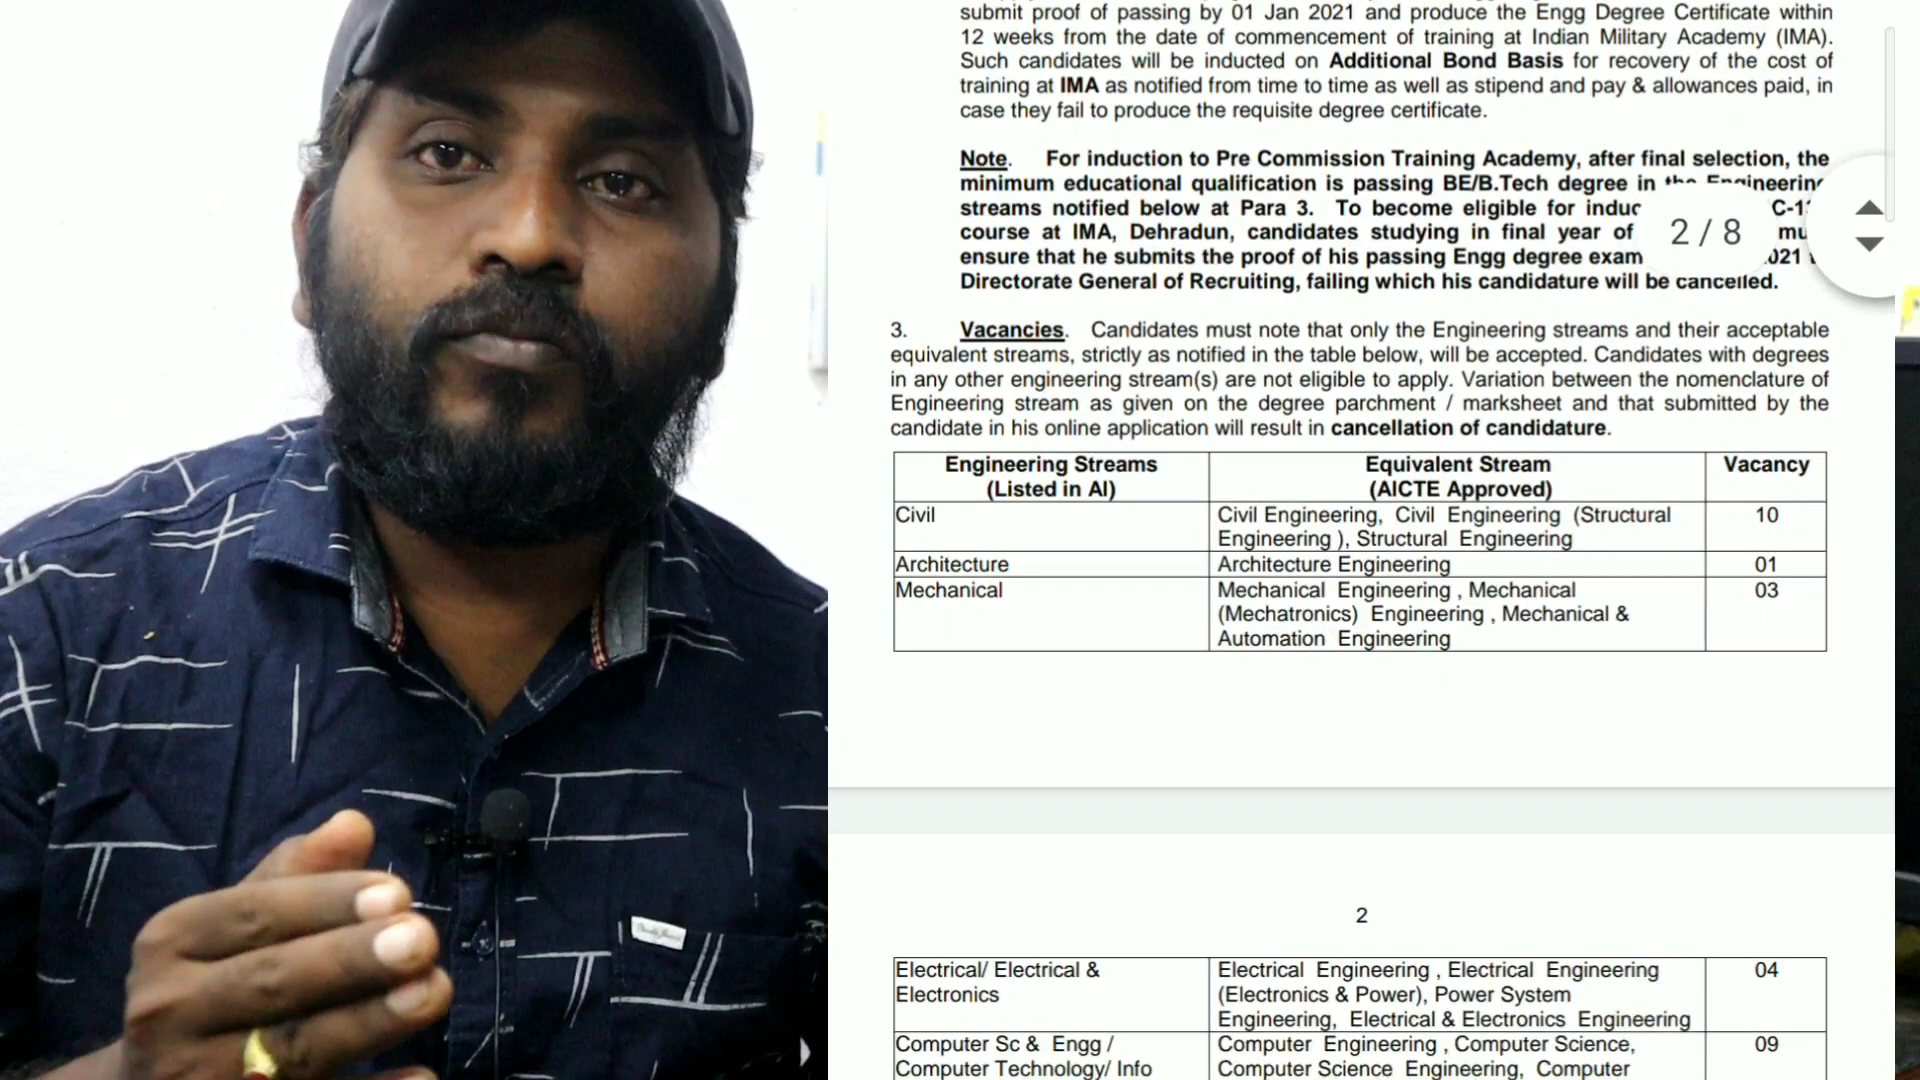 submit proof of passing by 01 Jan 2021 and produce the Engg Degree Certificate within
12 weeks from the date of commencement of training at Indian Military Academy (IMA).
Such candidates will be inducted on Additional Bond Basis for recovery of the cost of
training at IMA as notified from time to time as well as stipend and pay & allowances paid, in
case they fail to produce the requisite degree certificate.
Note. For induction to Pre Commission Training Academy, after final selection, the
minimum educational qualification is passing BE/B.Tech degree in the Engineering
streams notified below at Para 3. To become eligible for
course at IMA, Dehradun, candidates studying in final year of
ensure that he submits the proof of his passing Engg degree exam
Directorate General of Recruiting, failing which his candidature will be cancelled.
2 / 8
3. Vacancies. Candidates must note that only the Engineering streams and their acceptable
equivalent streams, strictly as notified in the table below, will be accepted. Candidates with degrees
in any other engineering stream(s) are not eligible to apply. Variation between the nomenclature of
Engineering stream as given on the degree parchment / marksheet and that submitted by the
candidate in his online application will result in cancellation of candidature.
Engineering Streams Equivalent Stream Vacancy
(Listed in AI) (AICTE Approved)
Civil Civil Engineering, Civil Engineering (Structural 10
Engineering ), Structural Engineering
Architecture Architecture Engineering 01
Mechanical Mechanical Engineering , Mechanical 03
(Mechatronics) Engineering , Mechanical &
Automation Engineering
2
Electrical/ Electrical & Electrical Engineering , Electrical Engineering 04
Electronics (Electronics & Power), Power System
Engineering, Electrical & Electronics Engineering
Computer Sc & Engg / Computer Engineering , Computer Science, 09
Computer Technology/ Info Computer Science Engineering, Computer